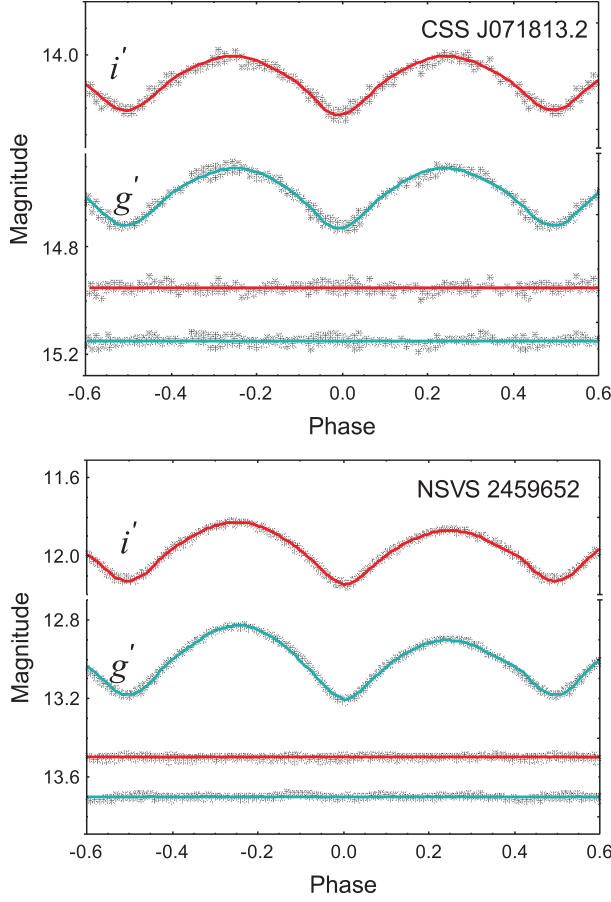 CSS J071813.2
14.0
i'
g'
Magnitude
14.8
15.2
-0.6 -0.4 -0.2 0.0 0.2 0.4 0.6
Phase
11.6
NSVS 2459652
i'
12.0
Magnitude
12.8
g'
13.2
13.6
-0.6 -0.4 -0.2 0.0 0.2 0.4 0.6
Phase